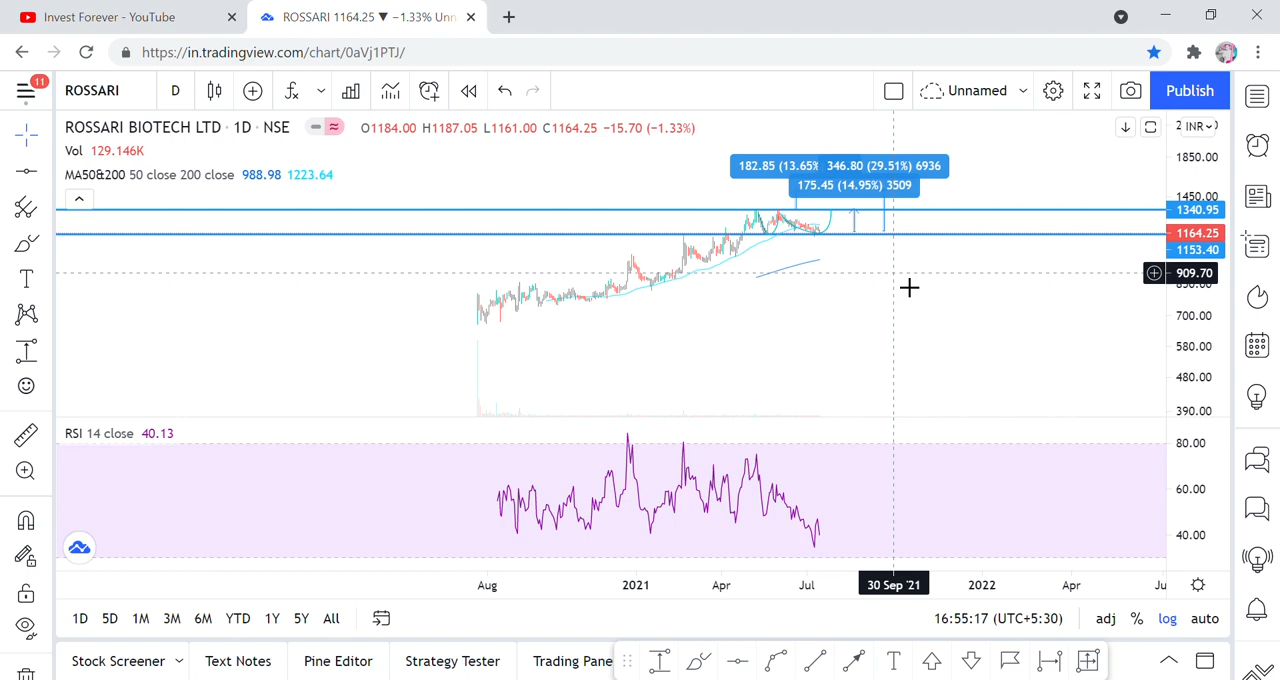 Invest Forever - YouTube
ROSSARI 1164.25 ▼ −1.33% Unn
https://in.tradingview.com/chart/0aVj1PTJ/
11
ROSSARI
D
Unnamed
Publish
ROSSARI BIOTECH LTD · 1D · NSE
O1184.00 H1187.05 L1161.00 C1164.25 −15.70 (−1.33%)
INR
Vol 129.146K
1850.00
182.85 (13.65%
346.80 (29.51%) 6936
MA50&200 50 close 200 close 988.98 1223.64
175.45 (14.95%) 3509
1450.00
1340.95
1164.25
1153.40
909.70
700.00
580.00
480.00
390.00
RSI 14 close 40.13
80.00
60.00
40.00
Aug
2021
Apr
Jul
30 Sep '21
2022
Apr
Ju
1D 5D 1M 3M 6M YTD 1Y 5Y All
16:55:17 (UTC+5:30)
adj % log auto
Stock Screener
Text Notes
Pine Editor
Strategy Tester
Trading Pane